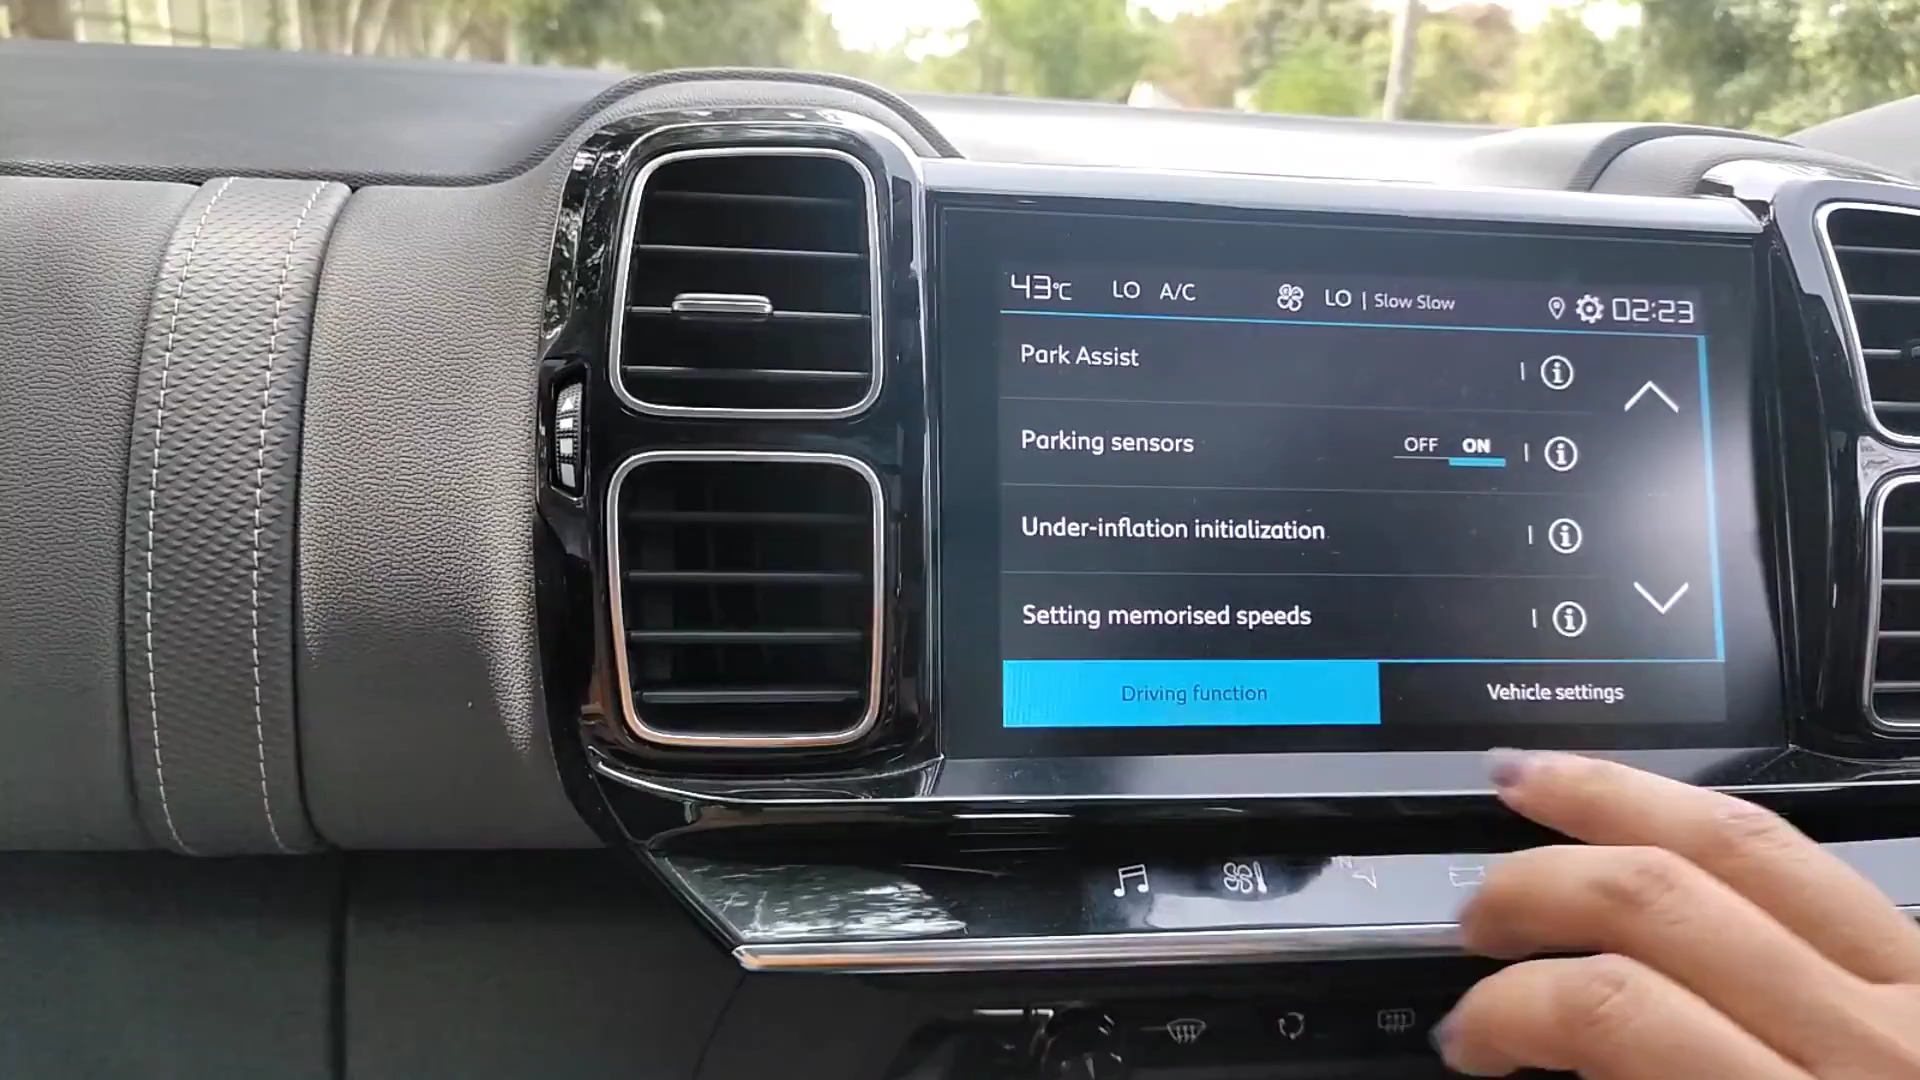 43°C LO A/C LO | Slow Slow 02:23
Park Assist
Parking sensors OFF ON
Under-inflation initialization
Setting memorised speeds
Driving function Vehicle settings